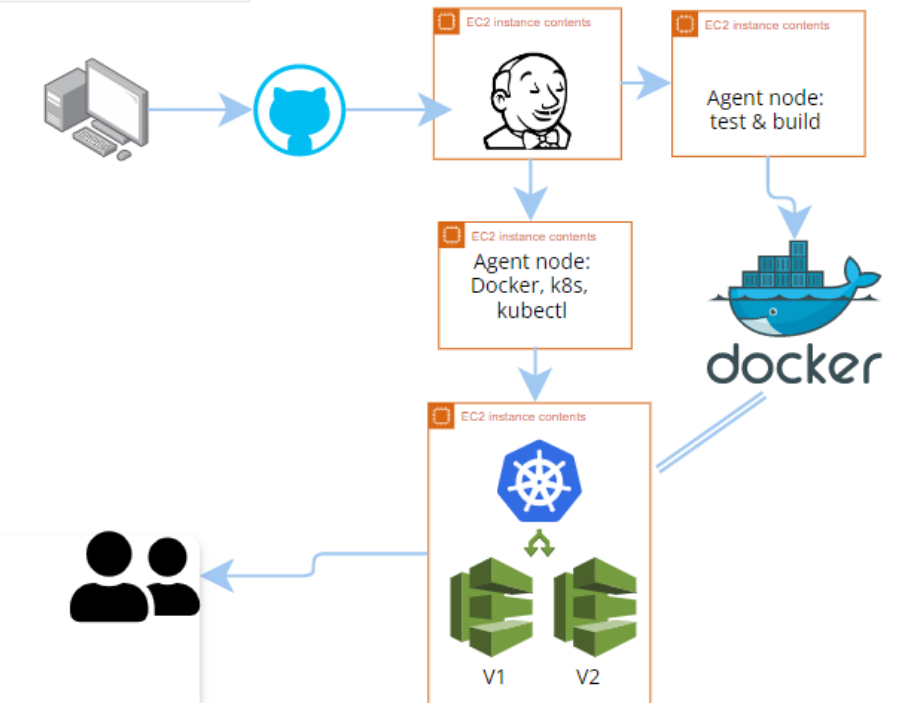 EC2 instance contents
EC2 instance contents
Agent node:
test & build
EC2 instance contents
Agent node:
Docker, k8s,
kubectl
docker
EC2 instance contents
V1
V2